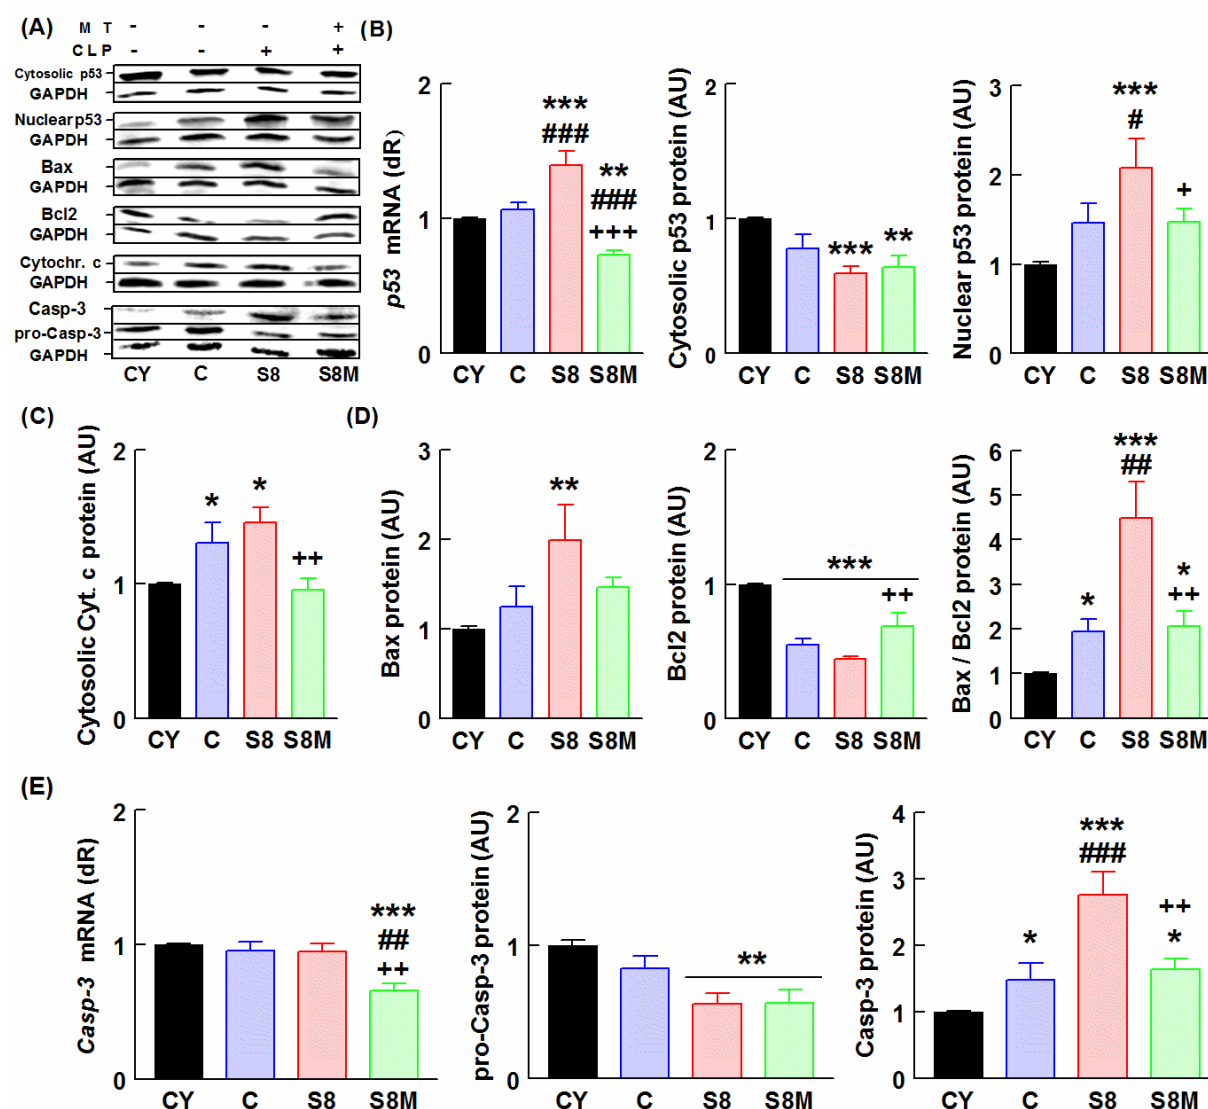 (A)
M T - - - +
CLP - - + +
Cytosolic p53
GAPDH
Nuclear p53
GAPDH
Bax
GAPDH
Bcl2
GAPDH
Cytochr. c
GAPDH
Casp-3
pro-Casp-3
GAPDH
CY C S8 S8M
(B)
p53 mRNA (dR)
2
1
0
***
###
**
###
+++
CY C S8 S8M
Cytosolic p53 protein (AU)
2
1
0
***
**
CY C S8 S8M
Nuclear p53 protein (AU)
3
2
1
0
***
#
+
CY C S8 S8M
(C)
Cytosolic Cyt. c protein (AU)
2
1
0
*
*
++
CY C S8 S8M
(D)
Bax protein (AU)
3
2
1
0
**
CY C S8 S8M
Bcl2 protein (AU)
2
1
0
***
++
CY C S8 S8M
Bax / Bcl2 protein (AU)
6
5
4
3
2
1
0
*
***
##
*
++
CY C S8 S8M
(E)
Casp-3 mRNA (dR)
2
1
0
***
##
++
CY C S8 S8M
pro-Casp-3 protein (AU)
2
1
0
**
CY C S8 S8M
Casp-3 protein (AU)
4
3
2
1
0
*
***
###
++
*
CY C S8 S8M